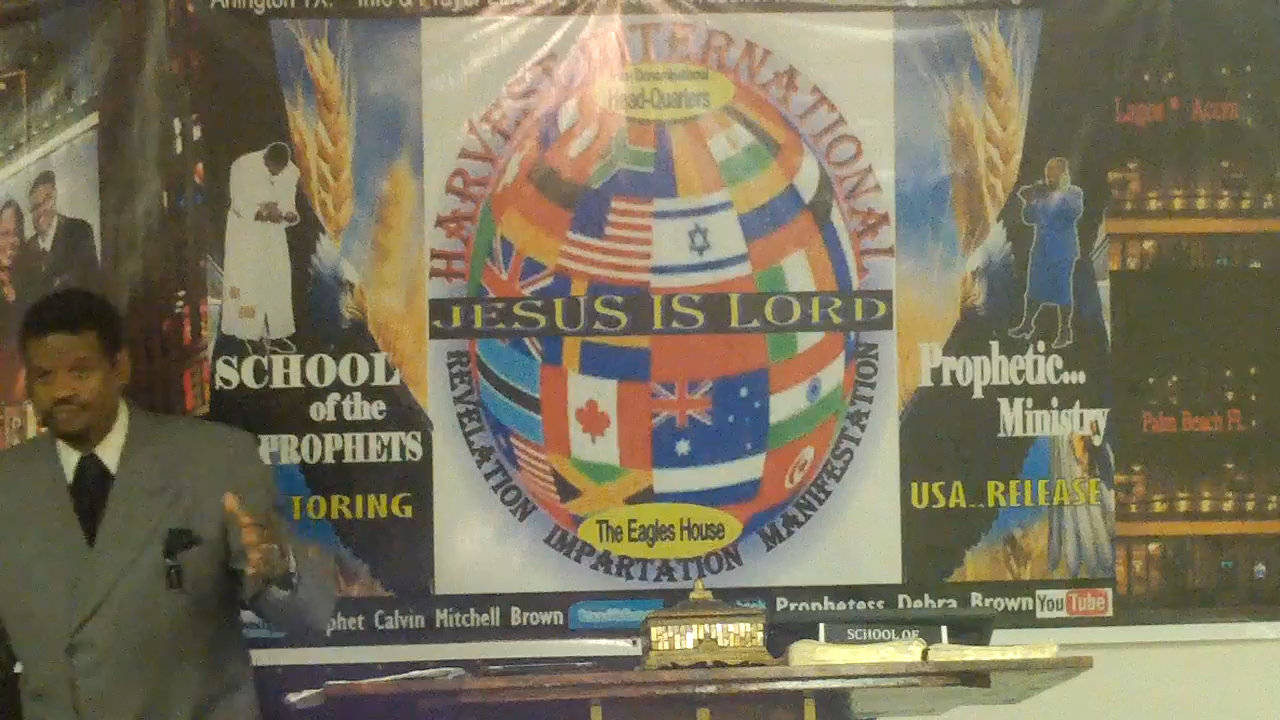 Arlington TX. Info & Prayer
HARVEST INTERNATIONAL
Head-Quarters
Lagos * Accra
JESUS IS LORD
SCHOOL
of the
PROPHETS
TORING
Prophetic...
Ministry
USA..RELEASE
Palm Beach FL
REVELATION IMPARTATION MANIFESTATION
The Eagles House
phet Calvin Mitchell Brown
Prophetess Debra Brown YouTube
SCHOOL OF